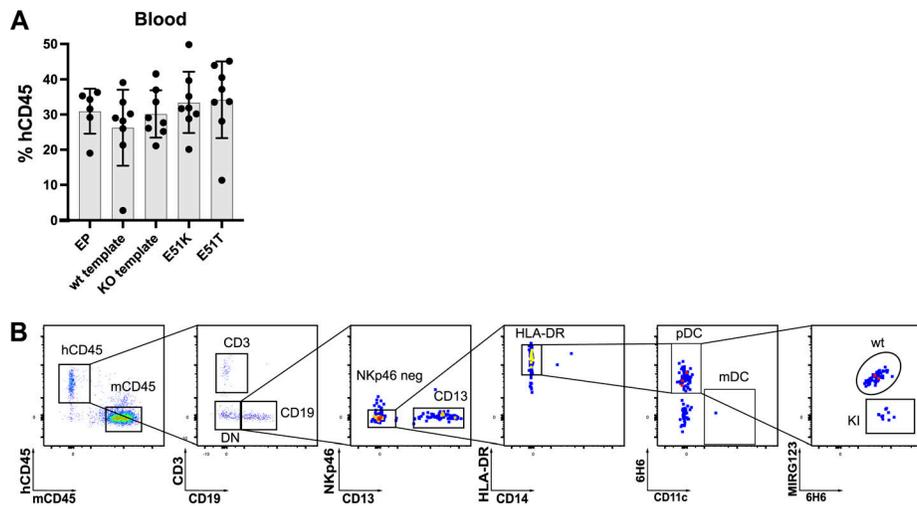 A
Blood
% hCD45
50
40
30
20
10
0
EP
wt template
KO template
E51K
E51T
B
hCD45
mCD45
hCD45
mCD45
CD3
CD19
DN
CD3
CD19
NKp46 neg
CD13
NKp46
CD13
HLA-DR
HLA-DR
CD14
pDC
mDC
6H6
CD11c
wt
KI
MIRG123
6H6